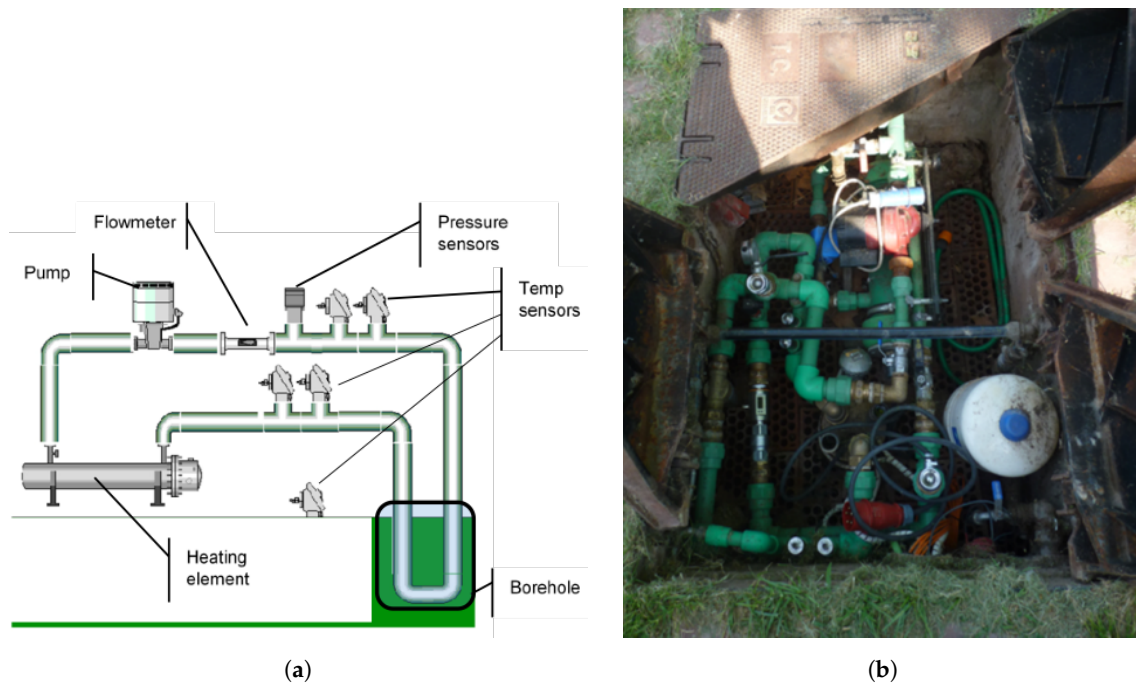 Flowmeter
Pressure
sensors
Pump
Temp
sensors
Heating
element
Borehole
T.C.
(a)
(b)